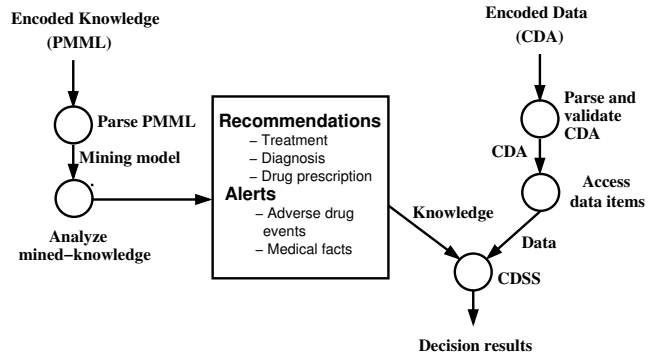 Encoded Knowledge
(PMML)
Parse PMML
Mining model
Analyze
mined−knowledge
Recommendations
− Treatment
− Diagnosis
− Drug prescription
Alerts
− Adverse drug
events
− Medical facts
Knowledge
Encoded Data
(CDA)
Parse and
validate
CDA
CDA
Access
data items
Data
CDSS
Decision results